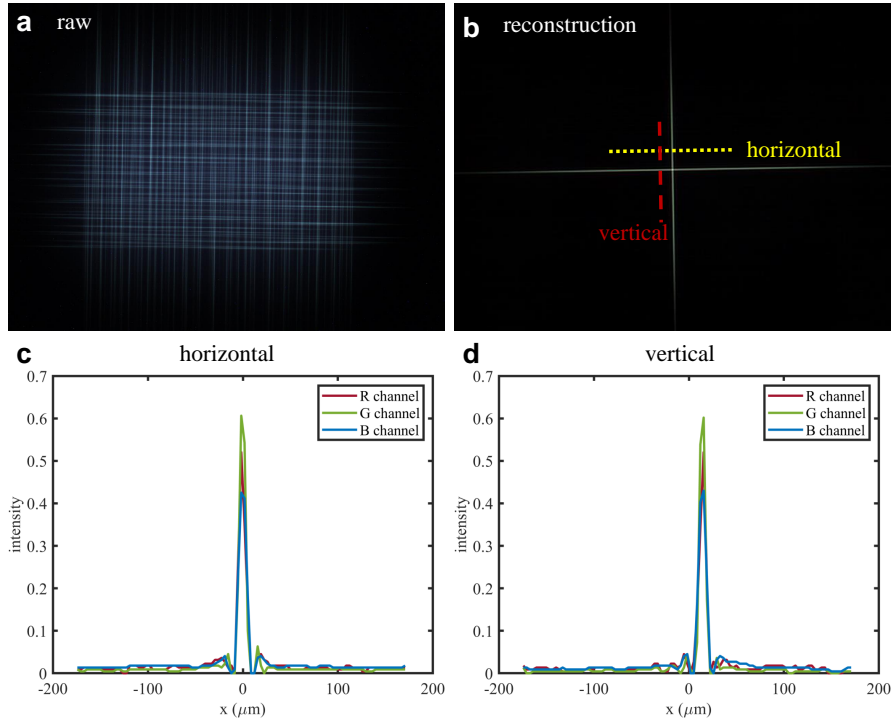 a raw
b reconstruction
horizontal
vertical
c horizontal
0.7
0.6
0.5
0.4
0.3
0.2
0.1
0
-200
-100
0
100
200
intensity
x (μm)
R channel
G channel
B channel
d vertical
0.7
0.6
0.5
0.4
0.3
0.2
0.1
0
-200
-100
0
100
200
intensity
x (μm)
R channel
G channel
B channel